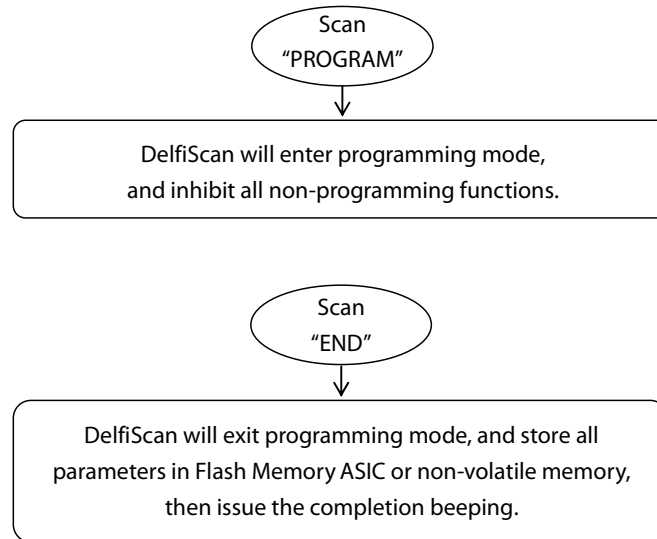 Scan
“PROGRAM”
DelfiScan will enter programming mode,
and inhibit all non-programming functions.
Scan
“END”
DelfiScan will exit programming mode, and store all
parameters in Flash Memory ASIC or non-volatile memory,
then issue the completion beeping.